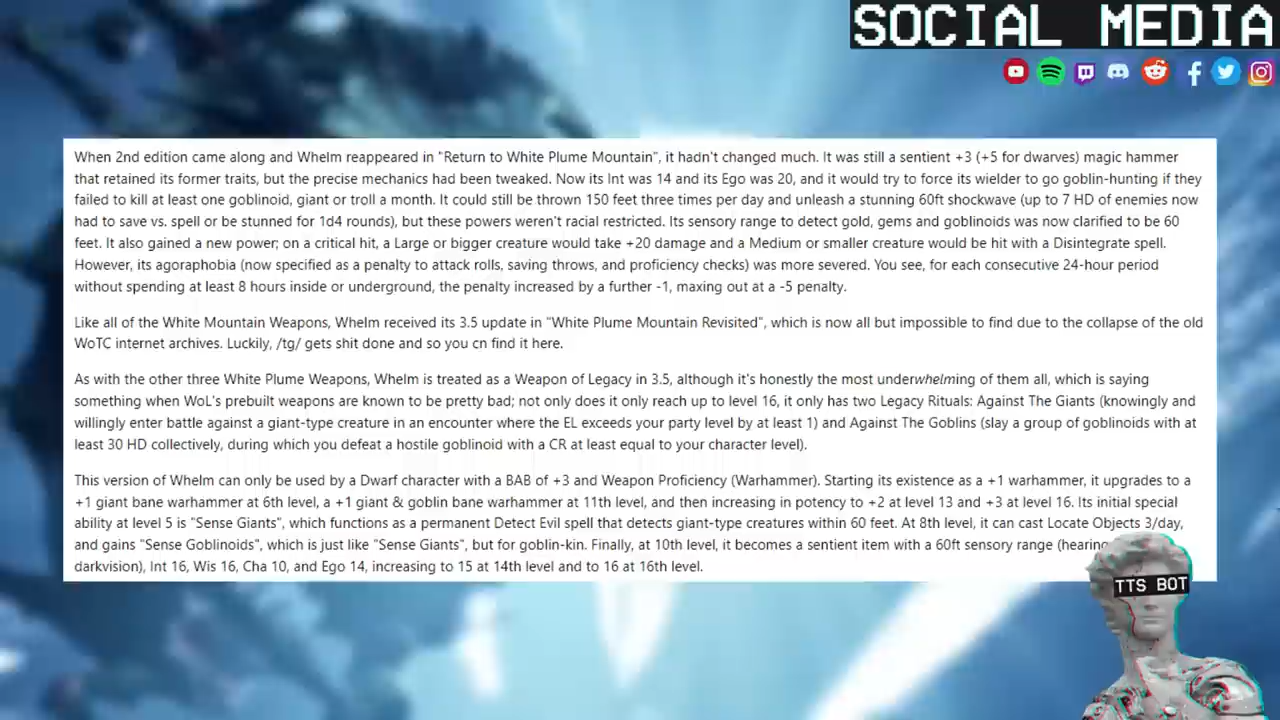 SOCIAL MEDIA
When 2nd edition came along and Whelm reappeared in "Return to White Plume Mountain", it hadn't changed much. It was still a sentient +3 (+5 for dwarves) magic hammer
that retained its former traits, but the precise mechanics had been tweaked. Now its Int was 14 and its Ego was 20, and it would try to force its wielder to go goblin-hunting if they
failed to kill at least one goblinoid, giant or troll a month. It could still be thrown 150 feet three times per day and unleash a stunning 60ft shockwave (up to 7 HD of enemies now
had to save vs. spell or be stunned for 1d4 rounds), but these powers weren't racial restricted. Its sensory range to detect gold, gems and goblinoids was now clarified to be 60
feet. It also gained a new power; on a critical hit, a Large or bigger creature would take +20 damage and a Medium or smaller creature would be hit with a Disintegrate spell.
However, its agoraphobia (now specified as a penalty to attack rolls, saving throws, and proficiency checks) was more severed. You see, for each consecutive 24-hour period
without spending at least 8 hours inside or underground, the penalty increased by a further -1, maxing out at a -5 penalty.
Like all of the White Mountain Weapons, Whelm received its 3.5 update in "White Plume Mountain Revisited", which is now all but impossible to find due to the collapse of the old
WoTC internet archives. Luckily, /tg/ gets shit done and so you cn find it here.
As with the other three White Plume Weapons, Whelm is treated as a Weapon of Legacy in 3.5, although it's honestly the most underwhelming of them all, which is saying
something when WoL's prebuilt weapons are known to be pretty bad; not only does it only reach up to level 16, it only has two Legacy Rituals: Against The Giants (knowingly and
willingly enter battle against a giant-type creature in an encounter where the EL exceeds your party level by at least 1) and Against The Goblins (slay a group of goblinoids with at
least 30 HD collectively, during which you defeat a hostile goblinoid with a CR at least equal to your character level).
This version of Whelm can only be used by a Dwarf character with a BAB of +3 and Weapon Proficiency (Warhammer). Starting its existence as a +1 warhammer, it upgrades to a
+1 giant bane warhammer at 6th level, a +1 giant & goblin bane warhammer at 11th level, and then increasing in potency to +2 at level 13 and +3 at level 16. Its initial special
ability at level 5 is "Sense Giants", which functions as a permanent Detect Evil spell that detects giant-type creatures within 60 feet. At 8th level, it can cast Locate Objects 3/day,
and gains "Sense Goblinoids", which is just like "Sense Giants", but for goblin-kin. Finally, at 10th level, it becomes a sentient item with a 60ft sensory range (hearing
darkvision), Int 16, Wis 16, Cha 10, and Ego 14, increasing to 15 at 14th level and to 16 at 16th level.
TTS BOT